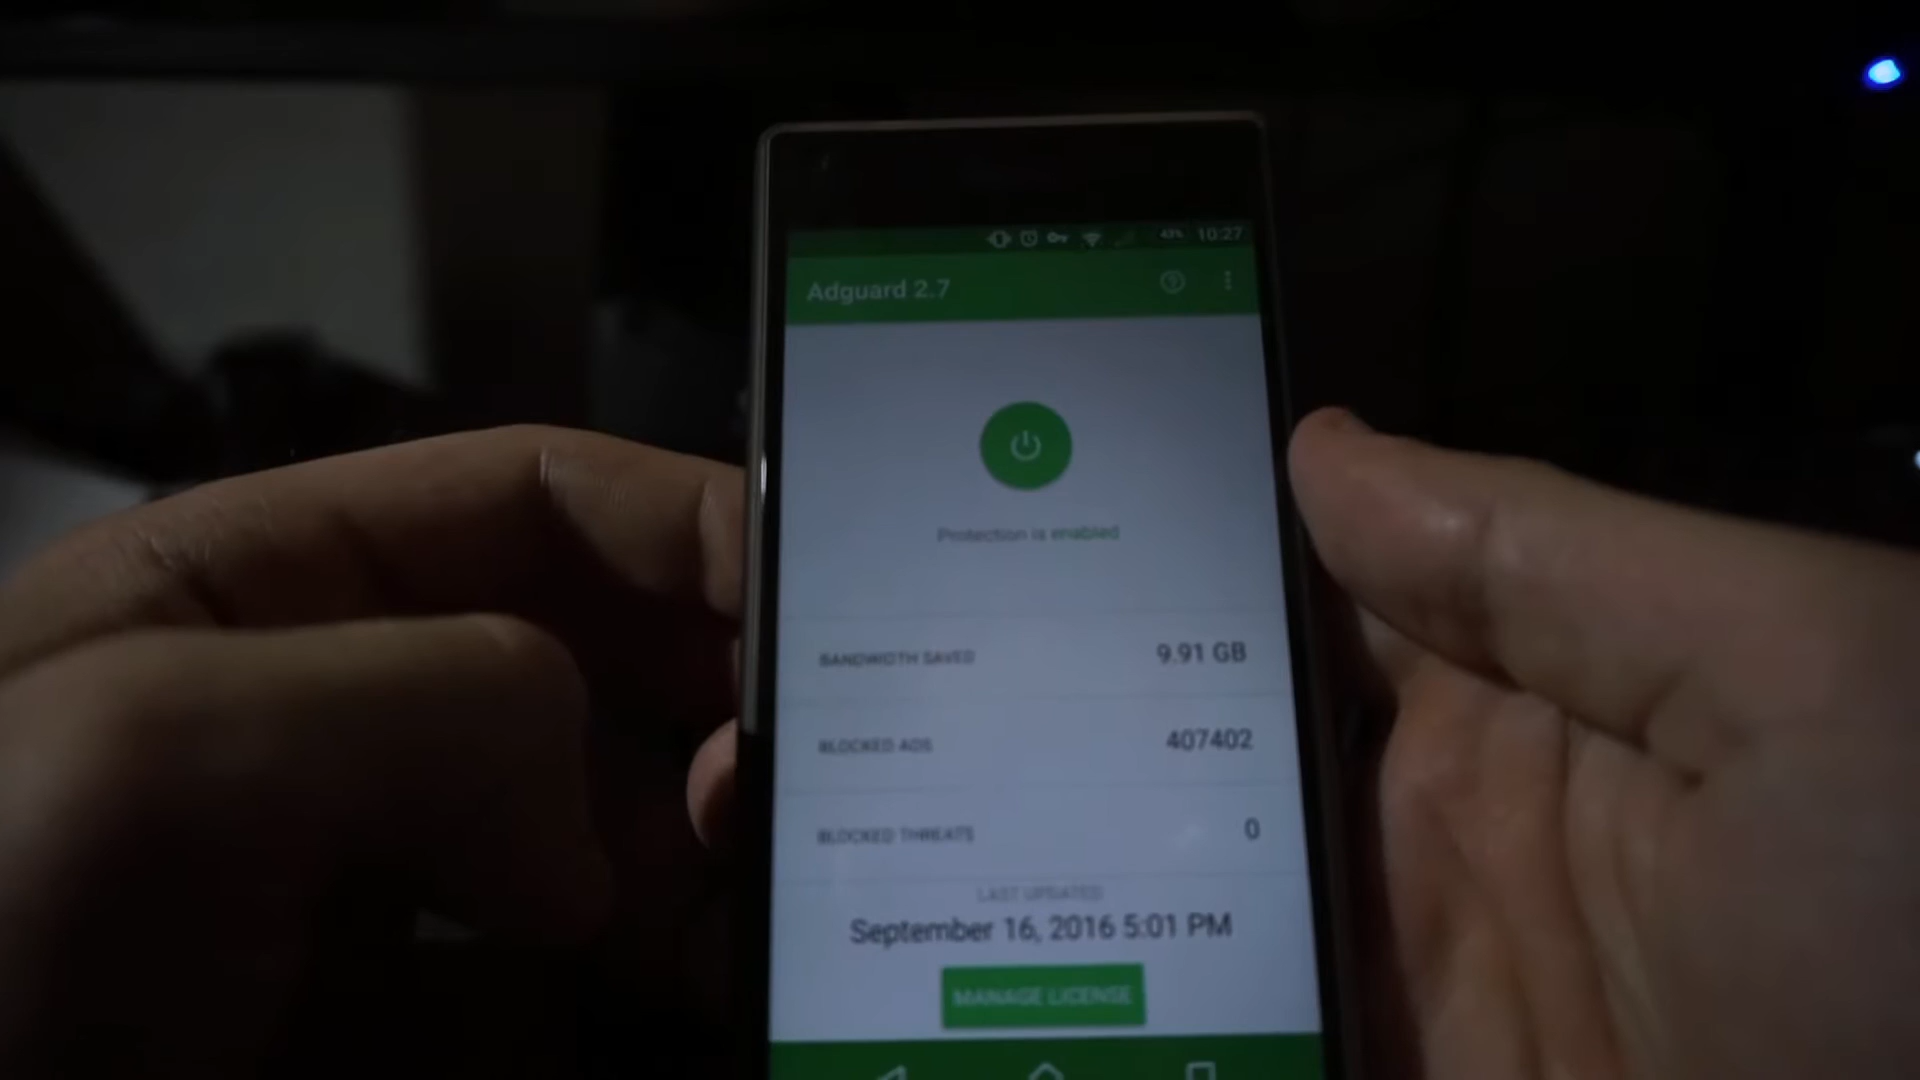 43% 10:27
Adguard 2.7
Protection is enabled
BANDWIDTH SAVED 9.91 GB
BLOCKED ADS 407402
BLOCKED THREATS 0
LAST UPDATED
September 16, 2016 5:01 PM
MANAGE LICENSE